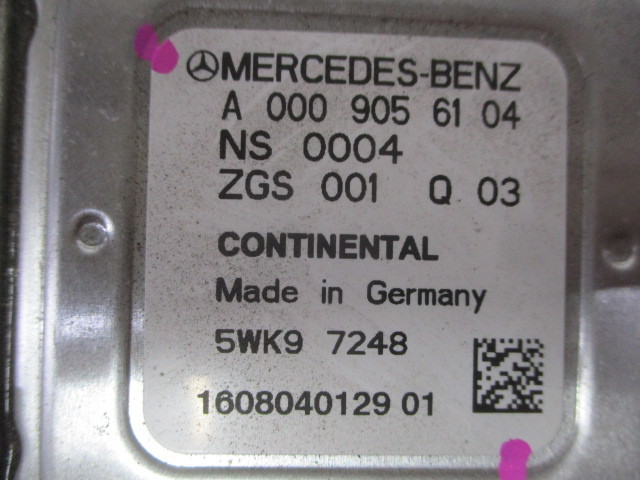 MERCEDES-BENZ
A 000 905 61 04
NS 0004
ZGS 001 Q 03
CONTINENTAL
Made in Germany
5WK9 7248
1608040129 01